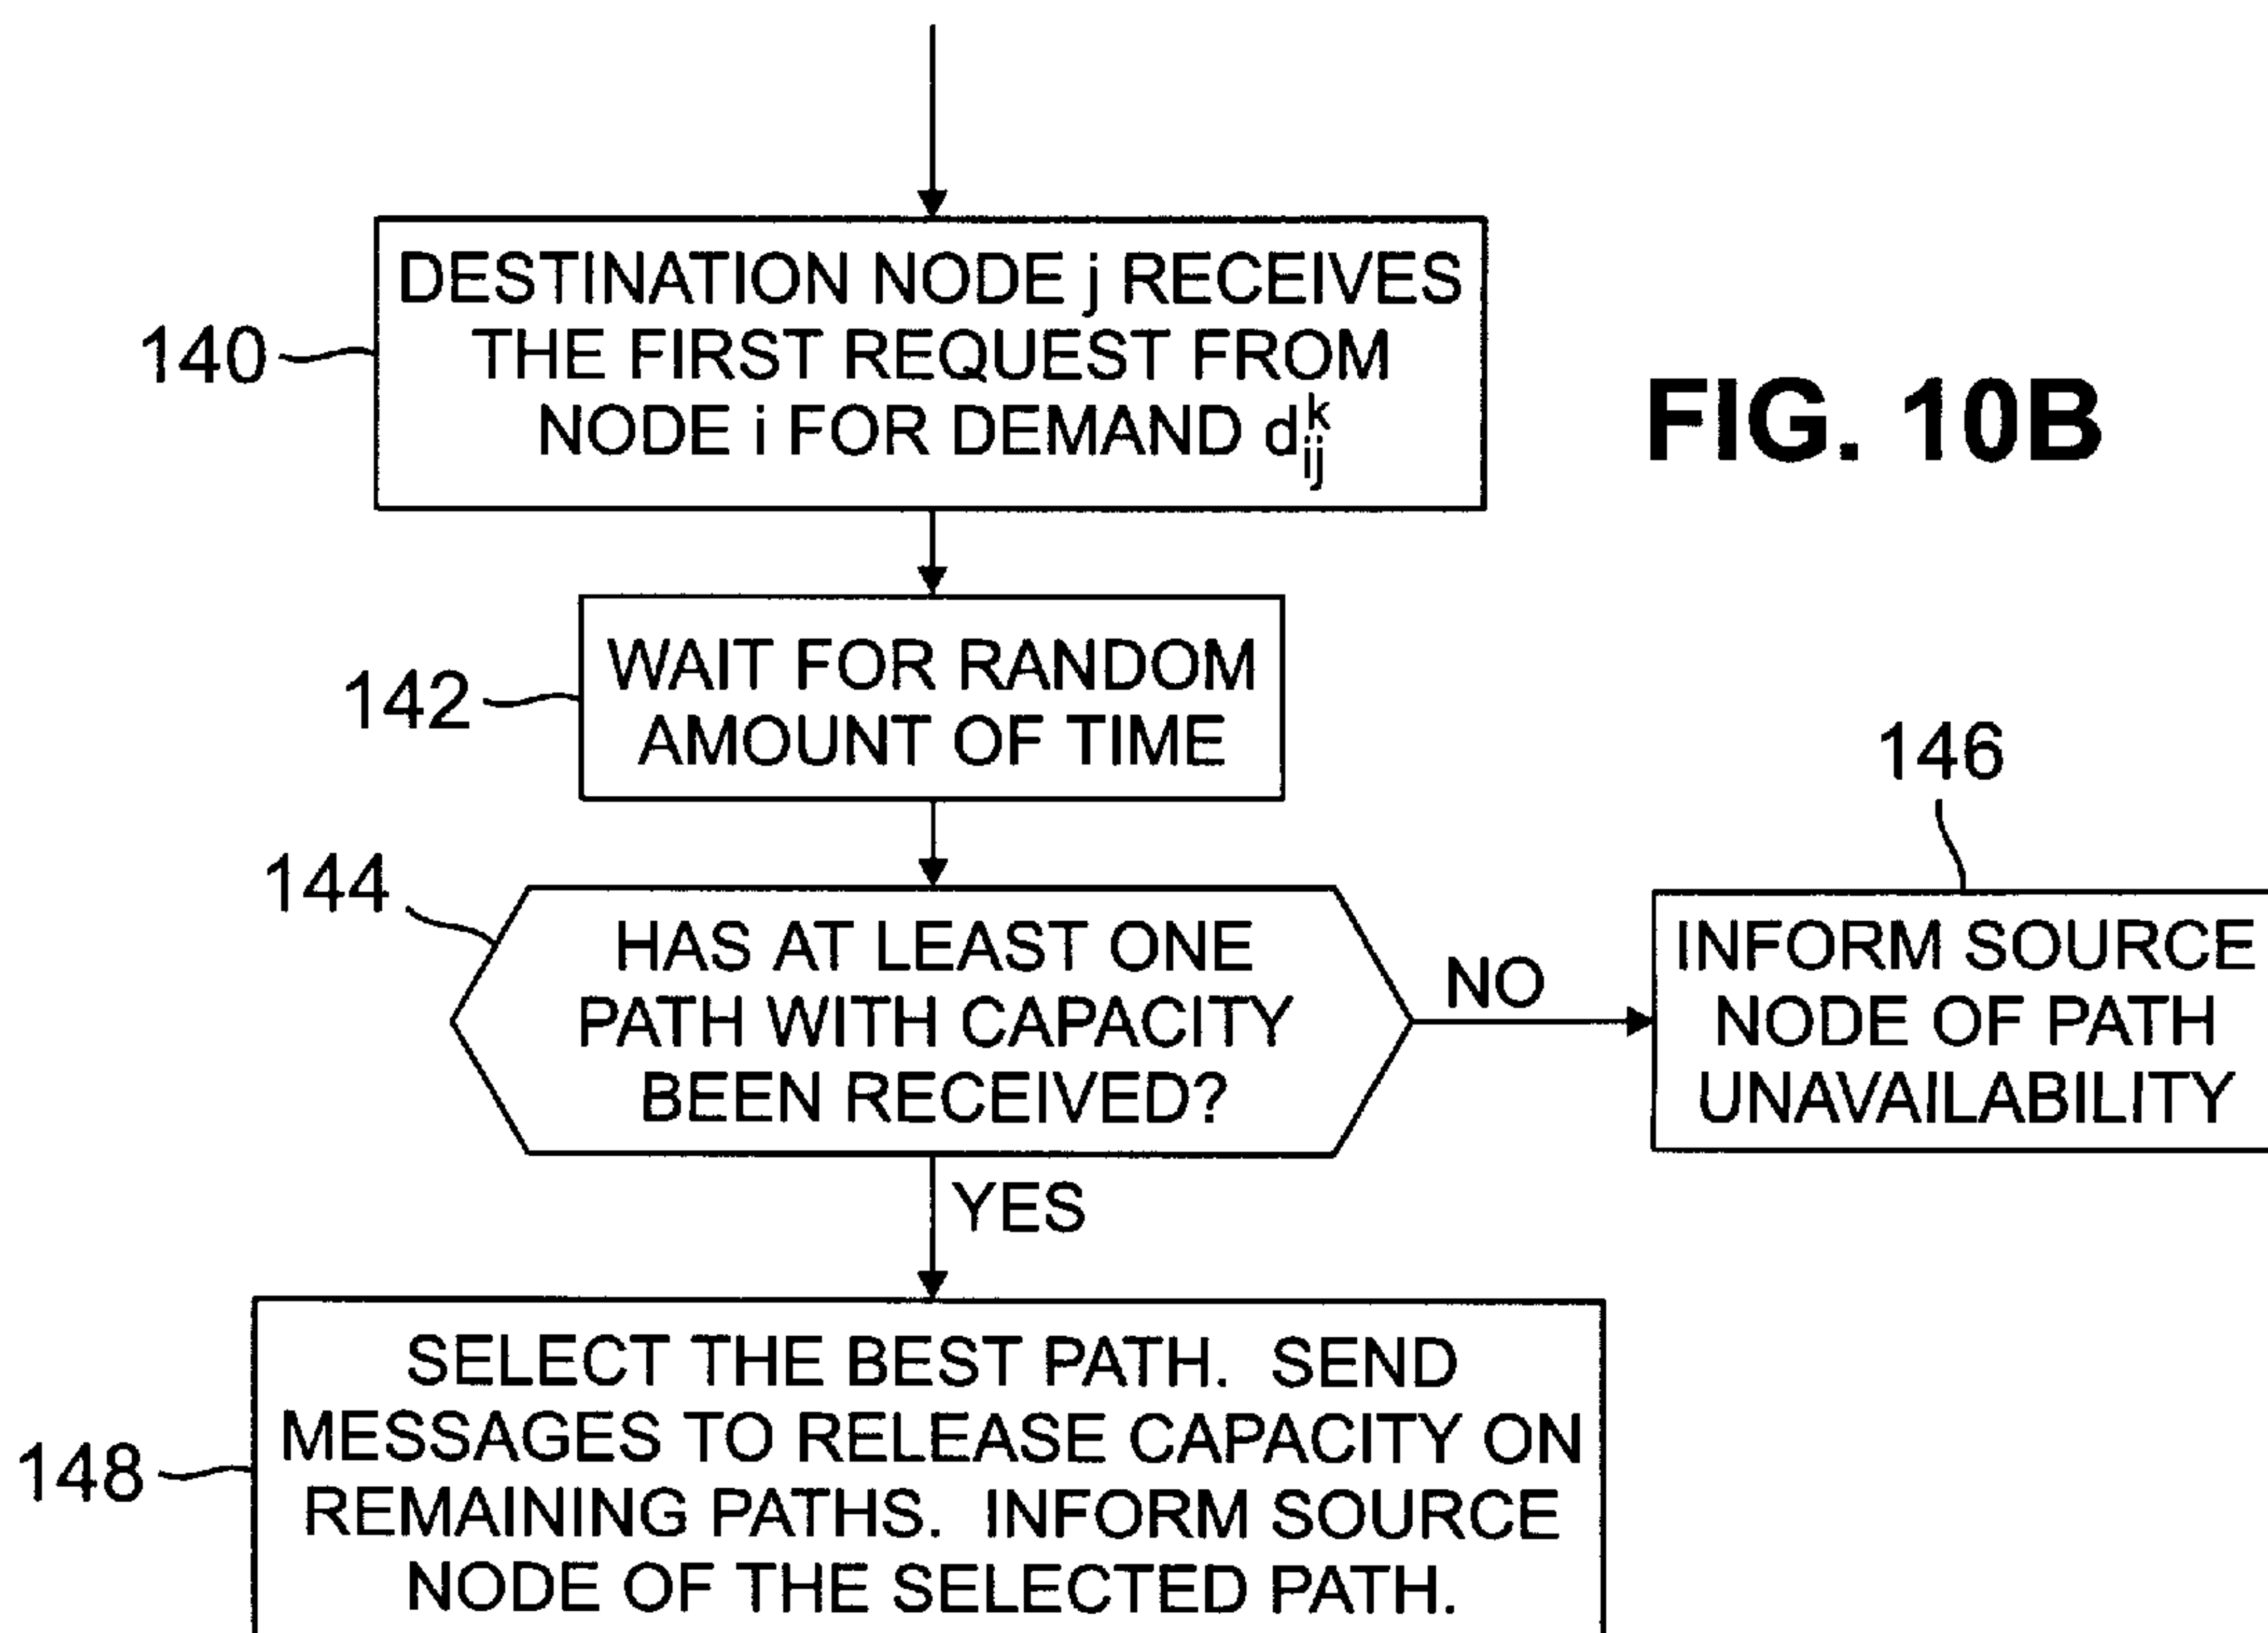 140
DESTINATION NODE j RECEIVES
THE FIRST REQUEST FROM
NODE i FOR DEMAND d_{ij}^{k}
FIG. 10B
142
WAIT FOR RANDOM
AMOUNT OF TIME
144
HAS AT LEAST ONE
PATH WITH CAPACITY
BEEN RECEIVED?
NO
146
INFORM SOURCE
NODE OF PATH
UNAVAILABILITY
YES
148
SELECT THE BEST PATH. SEND
MESSAGES TO RELEASE CAPACITY ON
REMAINING PATHS. INFORM SOURCE
NODE OF THE SELECTED PATH.